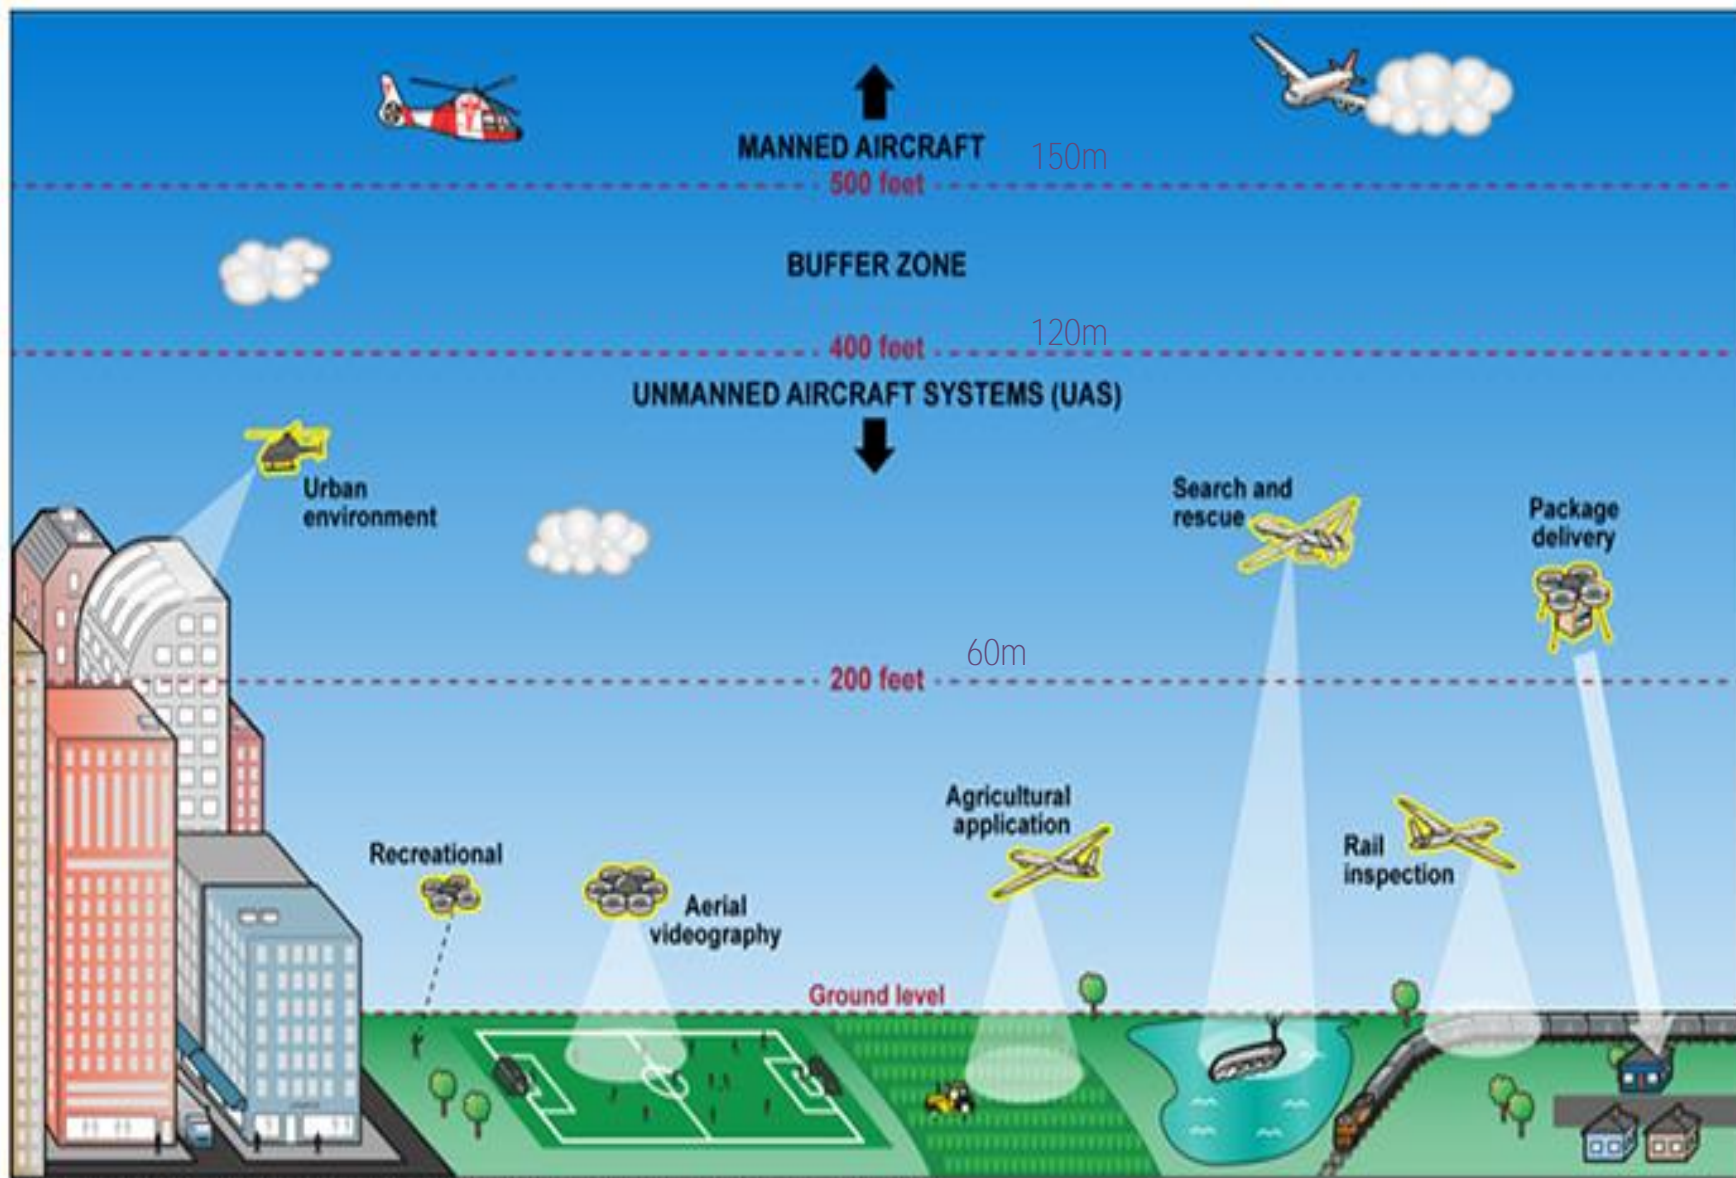 MANNED AIRCRAFT
150m
500 feet
BUFFER ZONE
120m
400 feet
UNMANNED AIRCRAFT SYSTEMS (UAS)
Urban
environment
Search and
rescue
Package
delivery
60m
200 feet
Agricultural
application
Recreational
Rail
inspection
Aerial
videography
Ground level